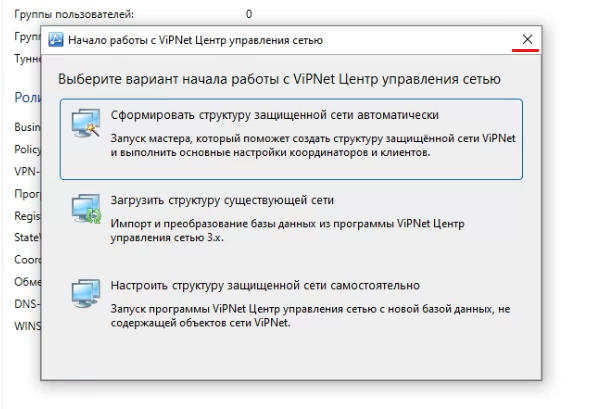 Группы пользователей: 0
Групп
Начало работы с ViPNet Центр управления сетью
Тунне
Выберите вариант начала работы с ViPNet Центр управления сетью
Роли
Сформировать структуру защищенной сети автоматически
Busin
Запуск мастера, который поможет создать структуру защищённой сети ViPNet
Policy
и выполнить основные настройки координаторов и клиентов.
VPN-
Прог
Загрузить структуру существующей сети
Regist
Импорт и преобразование базы данных из программы ViPNet Центр
StateV
управления сетью 3.x.
Coord
Обме
Настроить структуру защищенной сети самостоятельно
DNS-
Запуск программы ViPNet Центр управления сетью с новой базой данных, не
WINS
содержащей объектов сети ViPNet.